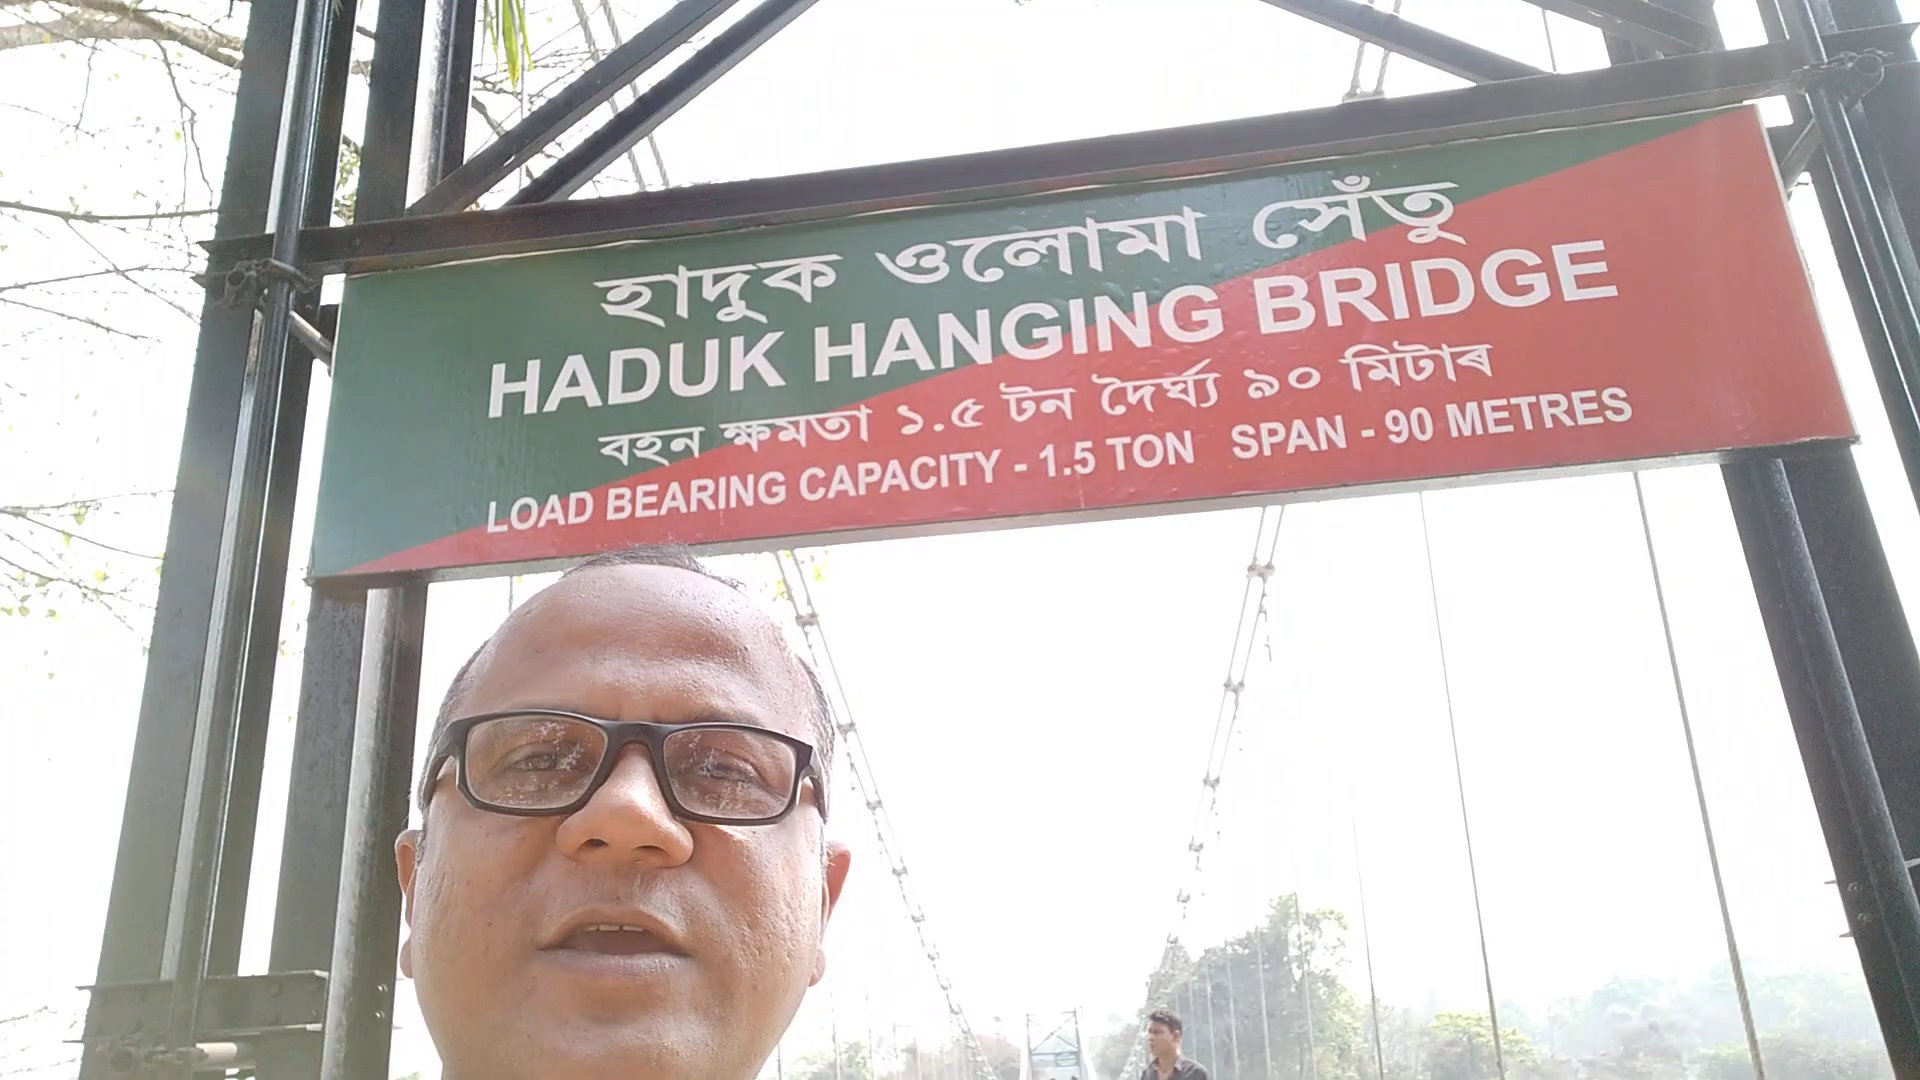 হাদুক ওলোমা সেঁতু
HADUK HANGING BRIDGE
বহন ক্ষমতা ১.৫ টন দৈৰ্ঘ্য ৯০ মিটাৰ
LOAD BEARING CAPACITY - 1.5 TON SPAN - 90 METRES